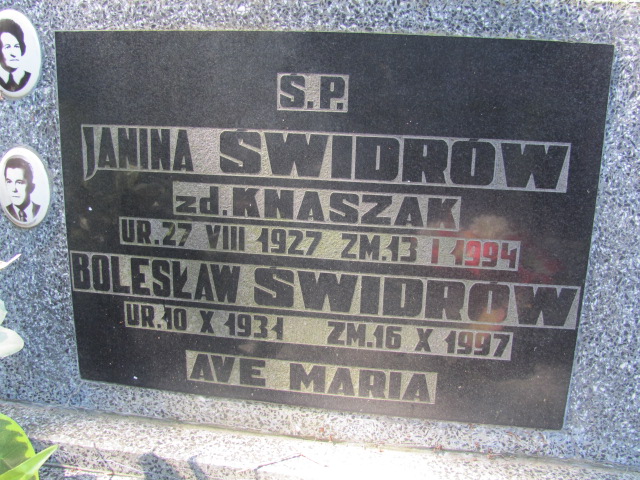 Ś.P.
JANINA ŚWIDRÓW
zd. KNASZAK
UR.27 VIII 1927 ZM.13 I 1994
BOLESŁAW ŚWIDRÓW
UR.10 X 1931 ZM.16 X 1997
AVE MARIA